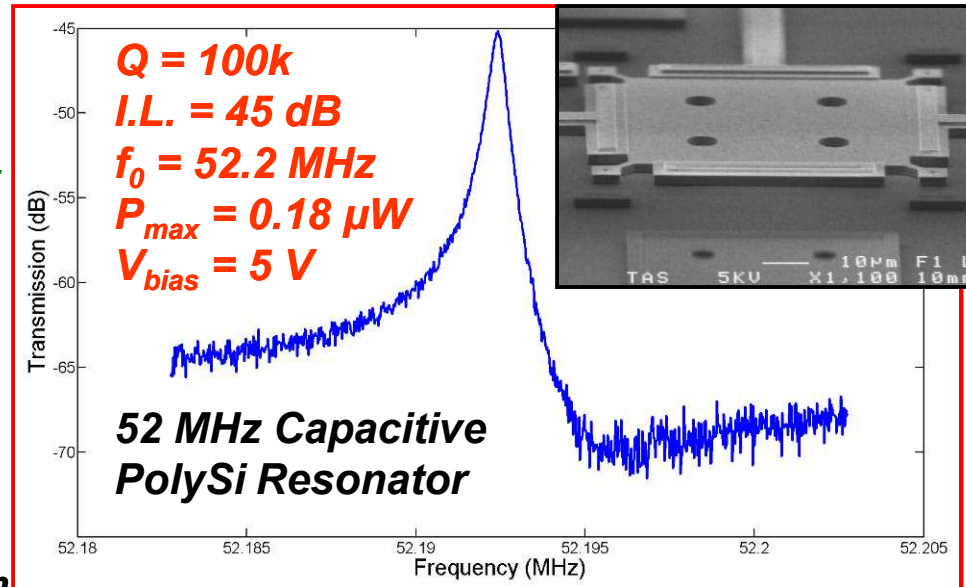 Q = 100k
I.L. = 45 dB
f0 = 52.2 MHz
Pmax = 0.18 µW
Vbias = 5 V
52 MHz Capacitive
PolySi Resonator
-45
-50
-55
-60
-65
-70
Transmission (dB)
52.18
52.185
52.19
52.195
52.2
52.205
Frequency (MHz)
10µm F1
TAS 5KV X1,100 10mm